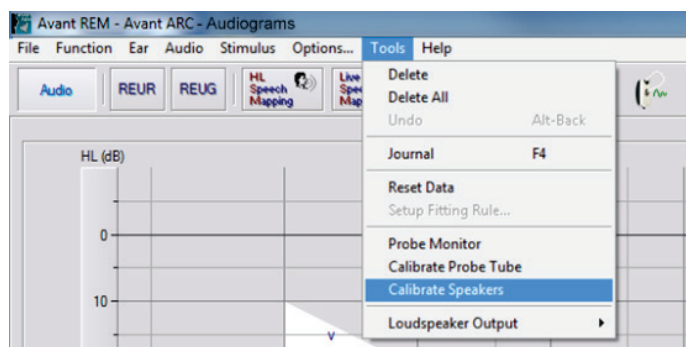 Avant REM - Avant ARC - Audiograms
File Function Ear Audio Stimulus Options... Tools Help
Audio
REUR
REUG
HL
Speech
Mapping
Live
Delete
Delete All
Undo Alt-Back
Journal F4
Reset Data
Setup Fitting Rule...
Probe Monitor
Calibrate Probe Tube
Calibrate Speakers
Loudspeaker Output
HL (dB)
0
10
V